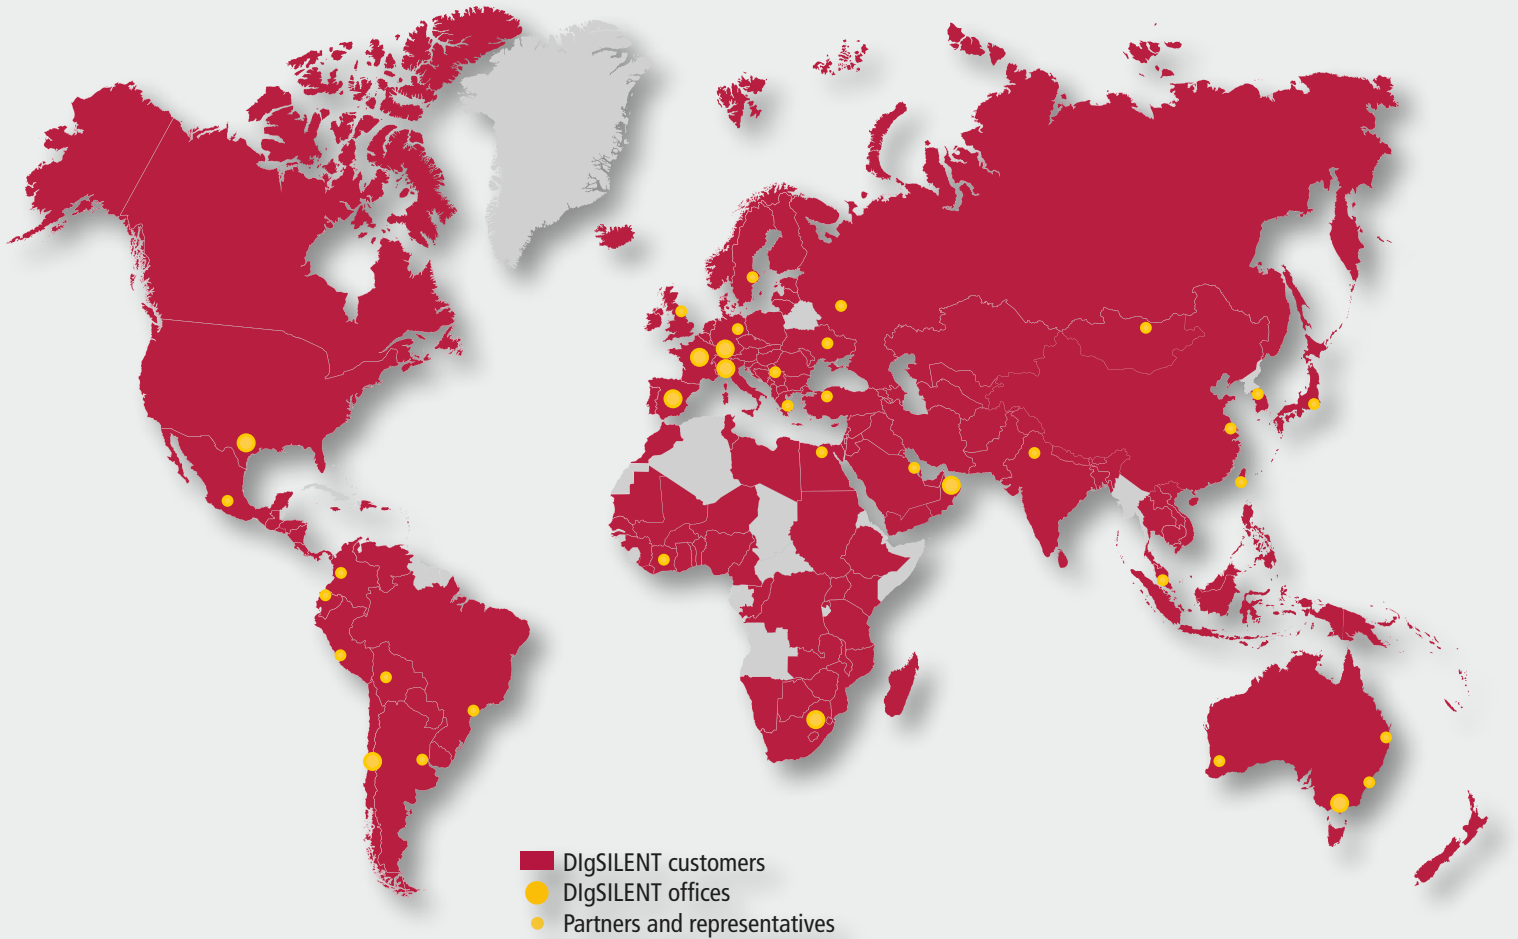 DIgSILENT customers
DIgSILENT offices
Partners and representatives